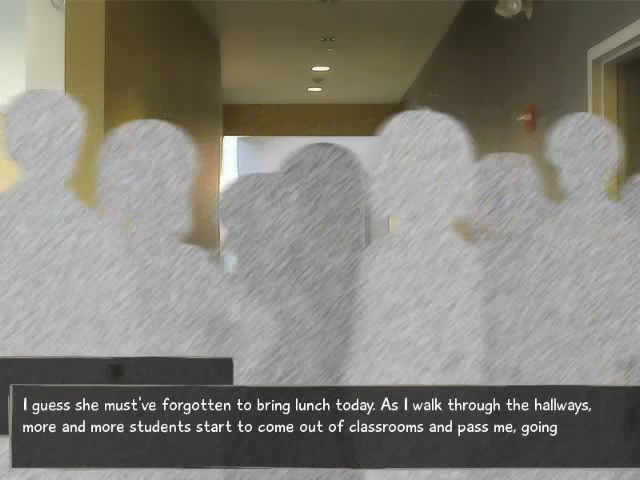 I guess she must've forgotten to bring lunch today. As I walk through the hallways,
more and more students start to come out of classrooms and pass me, going